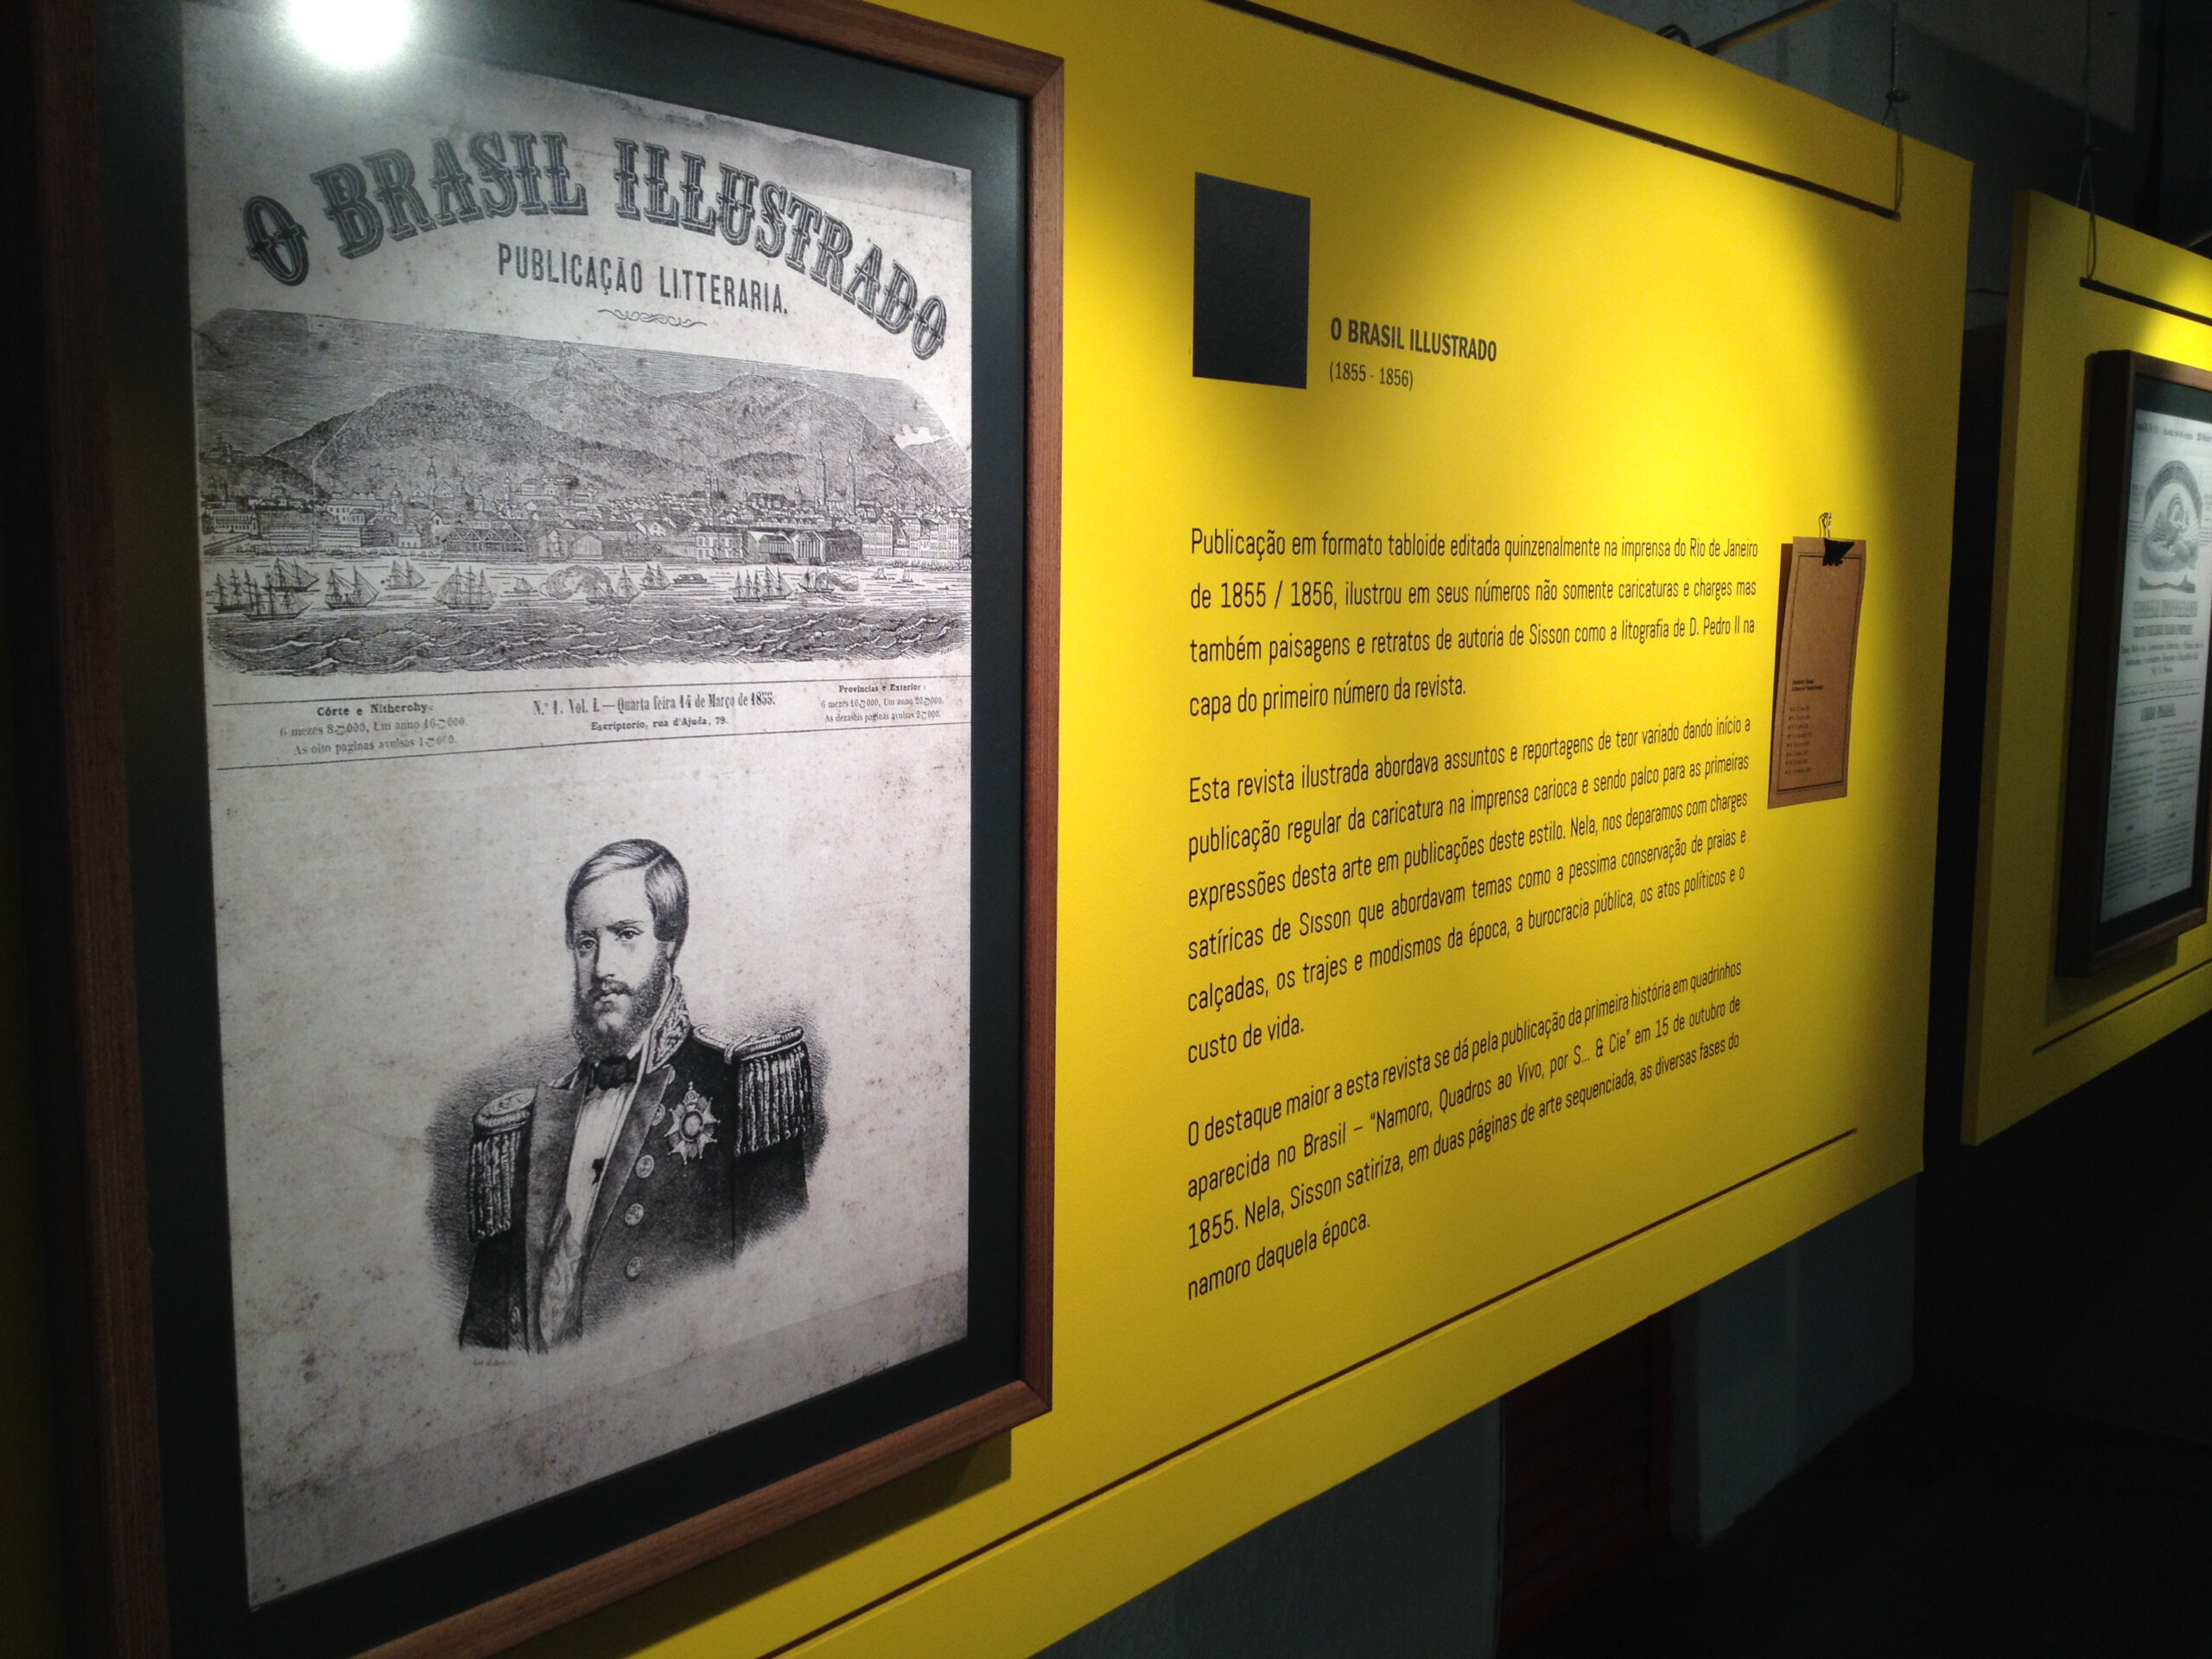 O BRASIL ILLUSTRADO
PUBLICAÇÃO LITTERARIA.
Côrte e Nitherohy:
6 mezes 8$000, Um anno 16$000.
As oito paginas avulsas 1$000.
N.º 1. Vol. I.—Quarta feira 14 de Março de 1855.
Escriptorio, rua d'Ajuda, 79.
Provincias e Exterior:
6 mezes 10$000, Um anno 20$000.
As dezaseis paginas avulsas 2$000.
O BRASIL ILLUSTRADO
(1855 - 1856)
Publicação em formato tabloide editada quinzenalmente na imprensa do Rio de Janeiro
de 1855 / 1856, ilustrou em seus números não somente caricaturas e charges mas
também paisagens e retratos de autoria de Sisson como a litografia de D. Pedro II na
capa do primeiro número da revista.
Esta revista ilustrada abordava assuntos e reportagens de teor variado dando início a
publicação regular da caricatura na imprensa carioca e sendo palco para as primeiras
expressões desta arte em publicações deste estilo. Nela, nos deparamos com charges
satíricas de Sisson que abordavam temas como a pessima conservação de praias e
calçadas, os trajes e modismos da época, a burocracia pública, os atos políticos e o
custo de vida.
O destaque maior a esta revista se dá pela publicação da primeira história em quadrinhos
aparecida no Brasil – “Namoro, Quadros ao Vivo, por S... & Cie” em 15 de outubro de
1855. Nela, Sisson satiriza, em duas páginas de arte sequenciada, as diversas fases do
namoro daquela época.